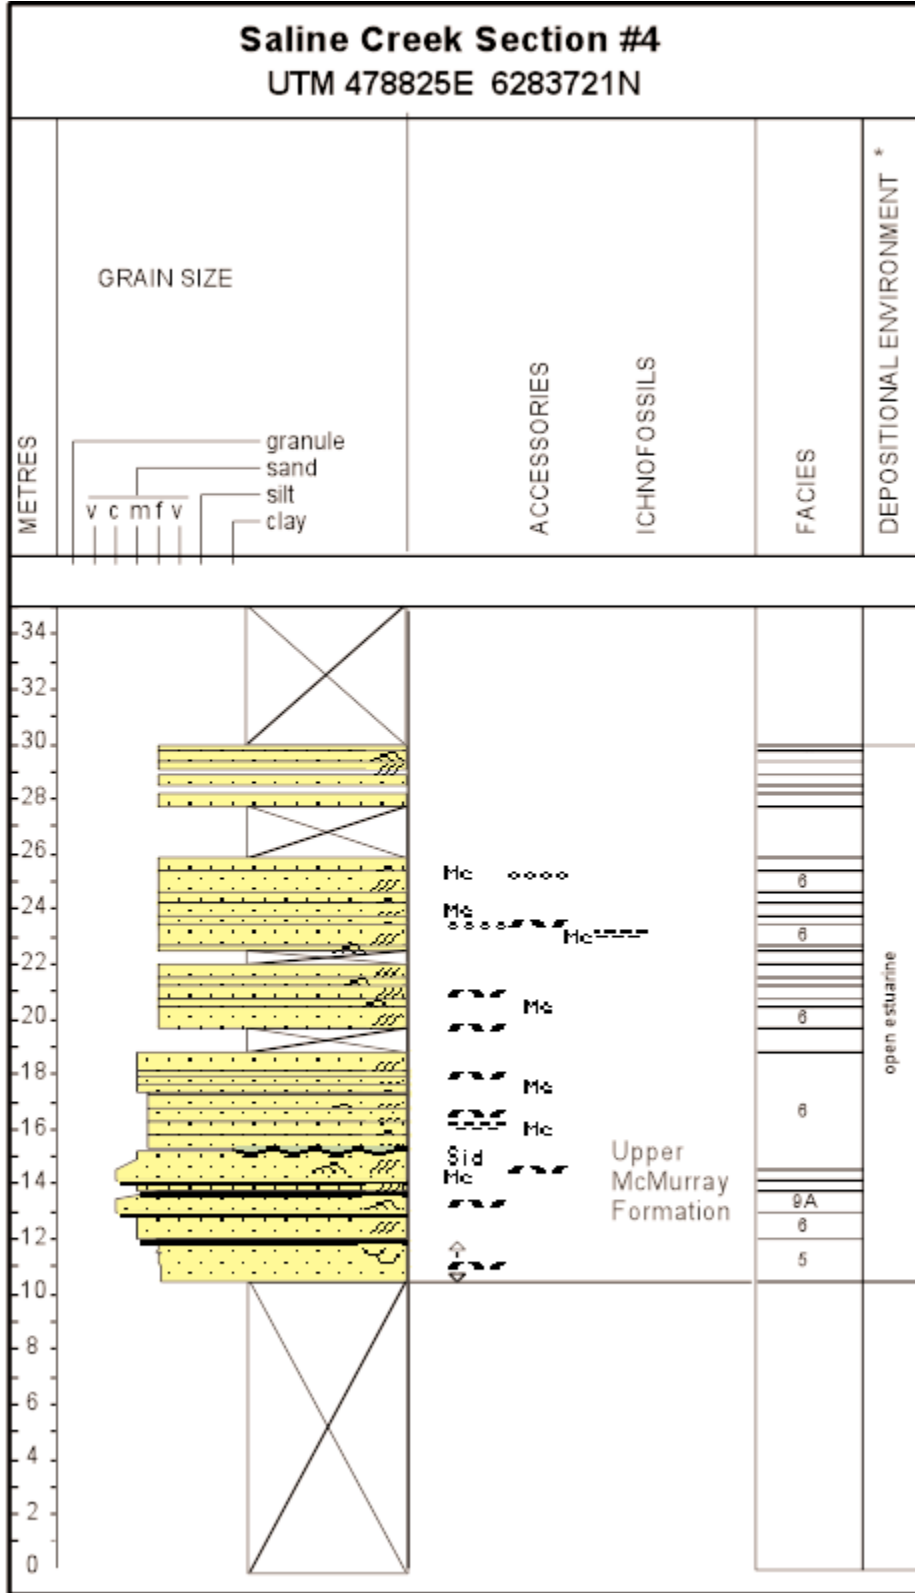 Saline Creek Section #4
UTM 478825E 6283721N
METRES
GRAIN SIZE
granule
sand
silt
clay
v c m f v
ACCESSORIES
ICHNOFOSSILS
FACIES
DEPOSITIONAL ENVIRONMENT *
34
32
30
28
26
Mc
6
24
Mc
Mc
6
22
open estuarine
20
Mc
6
18
Mc
6
16
Mc
Sid
Mc
14
Upper
McMurray
Formation
9A
12
6
5
10
8
6
4
2
0